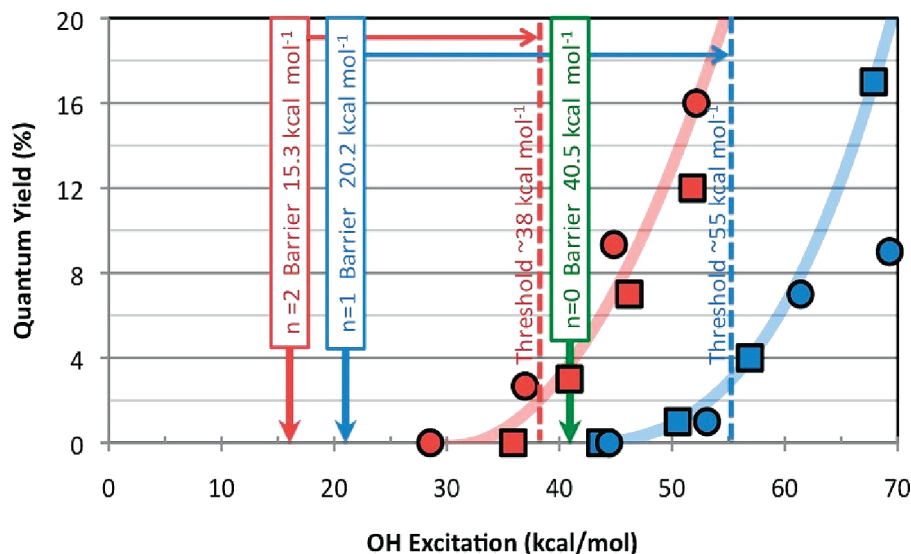 20
16
12
8
4
0
Quantum Yield (%)
n =2 Barrier 15.3 kcal mol⁻¹
n=1 Barrier 20.2 kcal mol⁻¹
Threshold ~38 kcal mol⁻¹
n=0 Barrier 40.5 kcal mol⁻¹
Threshold ~55 kcal mol⁻¹
0 10 20 30 40 50 60 70
OH Excitation (kcal/mol)